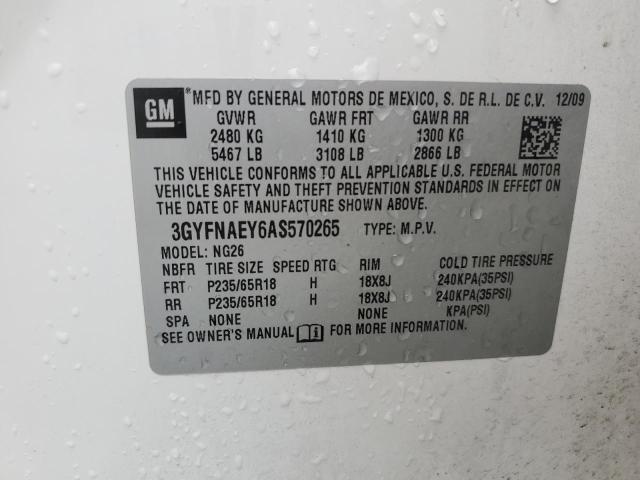 GM ® MFD BY GENERAL MOTORS DE MEXICO, S. DE R.L. DE C.V. 12/09
GVWR GAWR FRT GAWR RR
2480 KG 1410 KG 1300 KG
5467 LB 3108 LB 2866 LB
THIS VEHICLE CONFORMS TO ALL APPLICABLE U.S. FEDERAL MOTOR
VEHICLE SAFETY AND THEFT PREVENTION STANDARDS IN EFFECT ON
THE DATE OF MANUFACTURE SHOWN ABOVE.
3GYFNAEY6AS570265 TYPE: M.P.V.
MODEL: NG26
NBFR TIRE SIZE SPEED RTG RIM COLD TIRE PRESSURE
FRT P235/65R18 H 18X8J 240KPA(35PSI)
RR P235/65R18 H 18X8J 240KPA(35PSI)
SPA NONE NONE KPA(PSI)
SEE OWNER'S MANUAL FOR MORE INFORMATION.